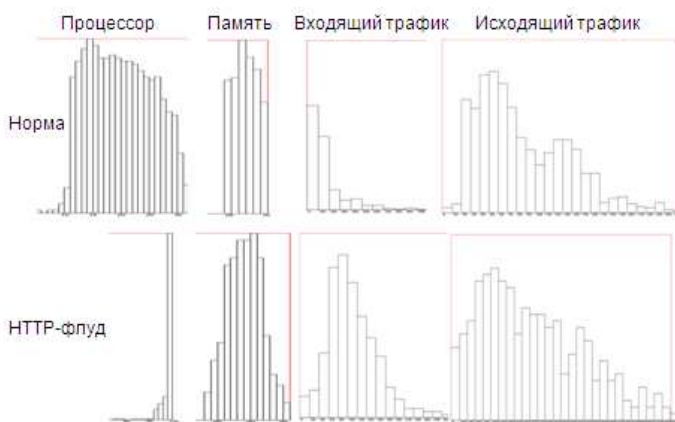 Процессор Память Входящий трафик Исходящий трафик
Норма
HTTP-флуд